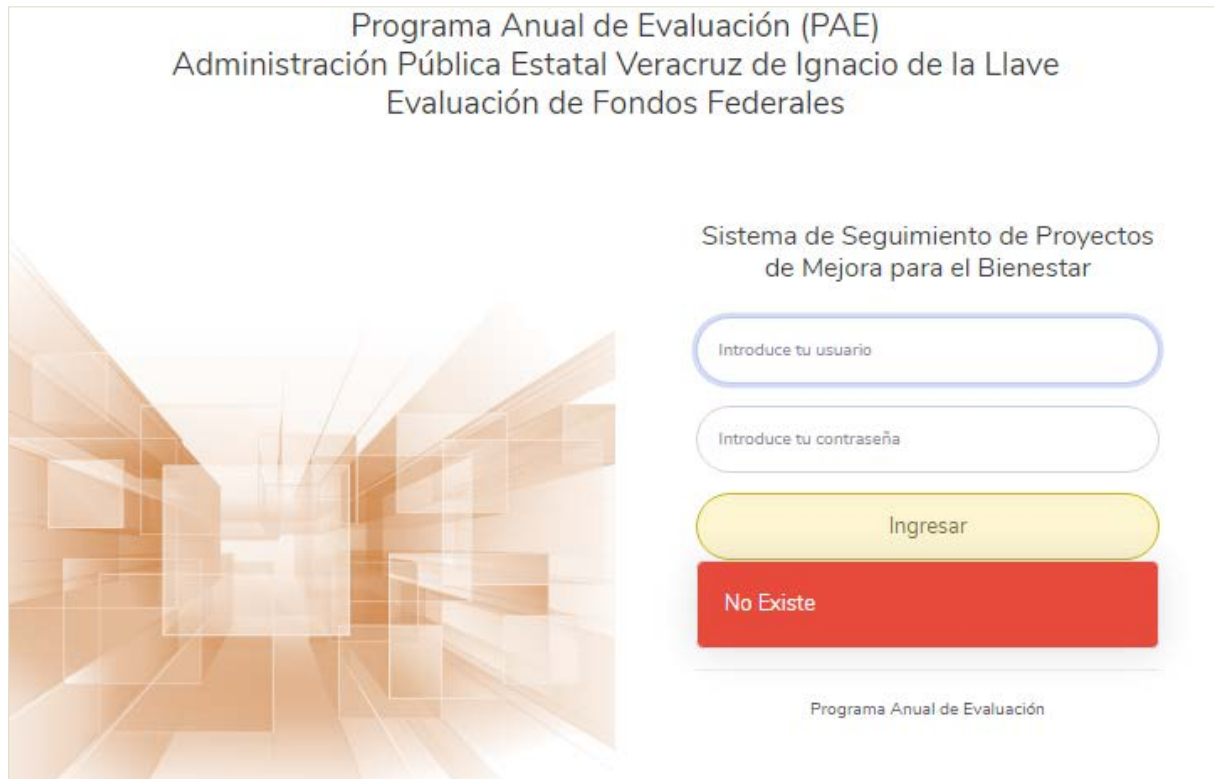 Programa Anual de Evaluación (PAE)
Administración Pública Estatal Veracruz de Ignacio de la Llave
Evaluación de Fondos Federales
Sistema de Seguimiento de Proyectos
de Mejora para el Bienestar
Introduce tu usuario
Introduce tu contraseña
Ingresar
No Existe
Programa Anual de Evaluación